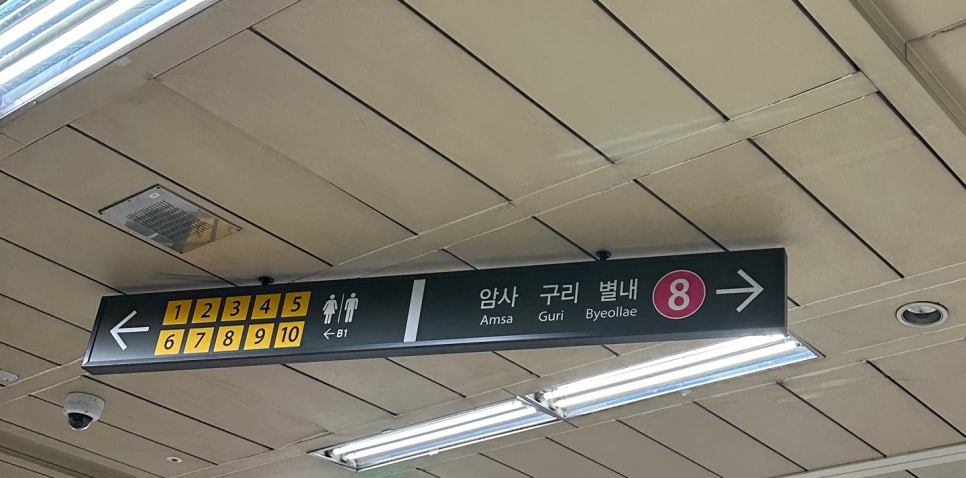 ← 1 2 3 4 5
6 7 8 9 10
←B1
암사 구리 별내 8 →
Amsa Guri Byeollae